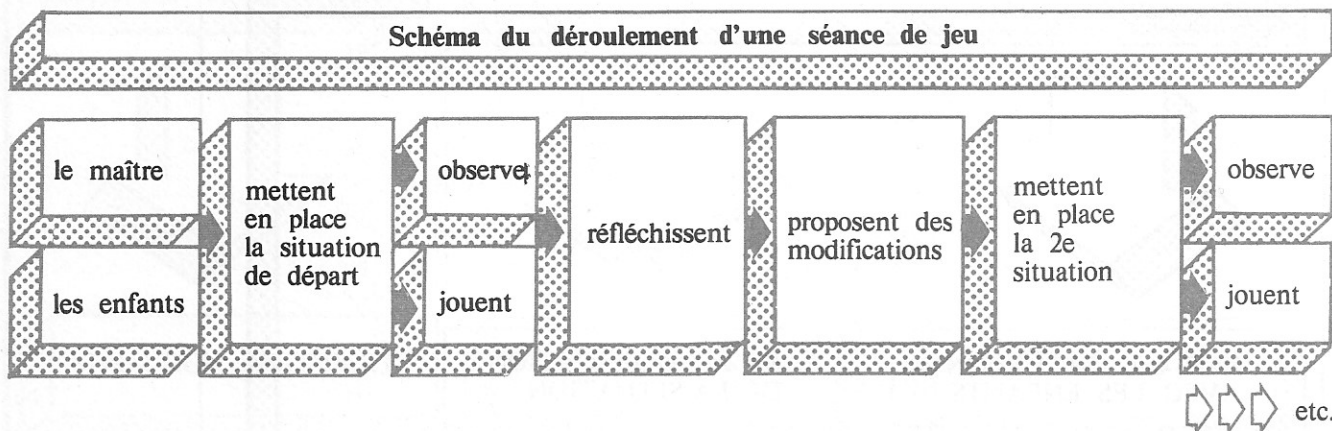 Schéma du déroulement d'une séance de jeu
le maître
les enfants
mettent
en place
la situation
de départ
observe
jouent
réfléchissent
proposent des
modifications
mettent
en place
la 2e
situation
observe
jouent
etc.